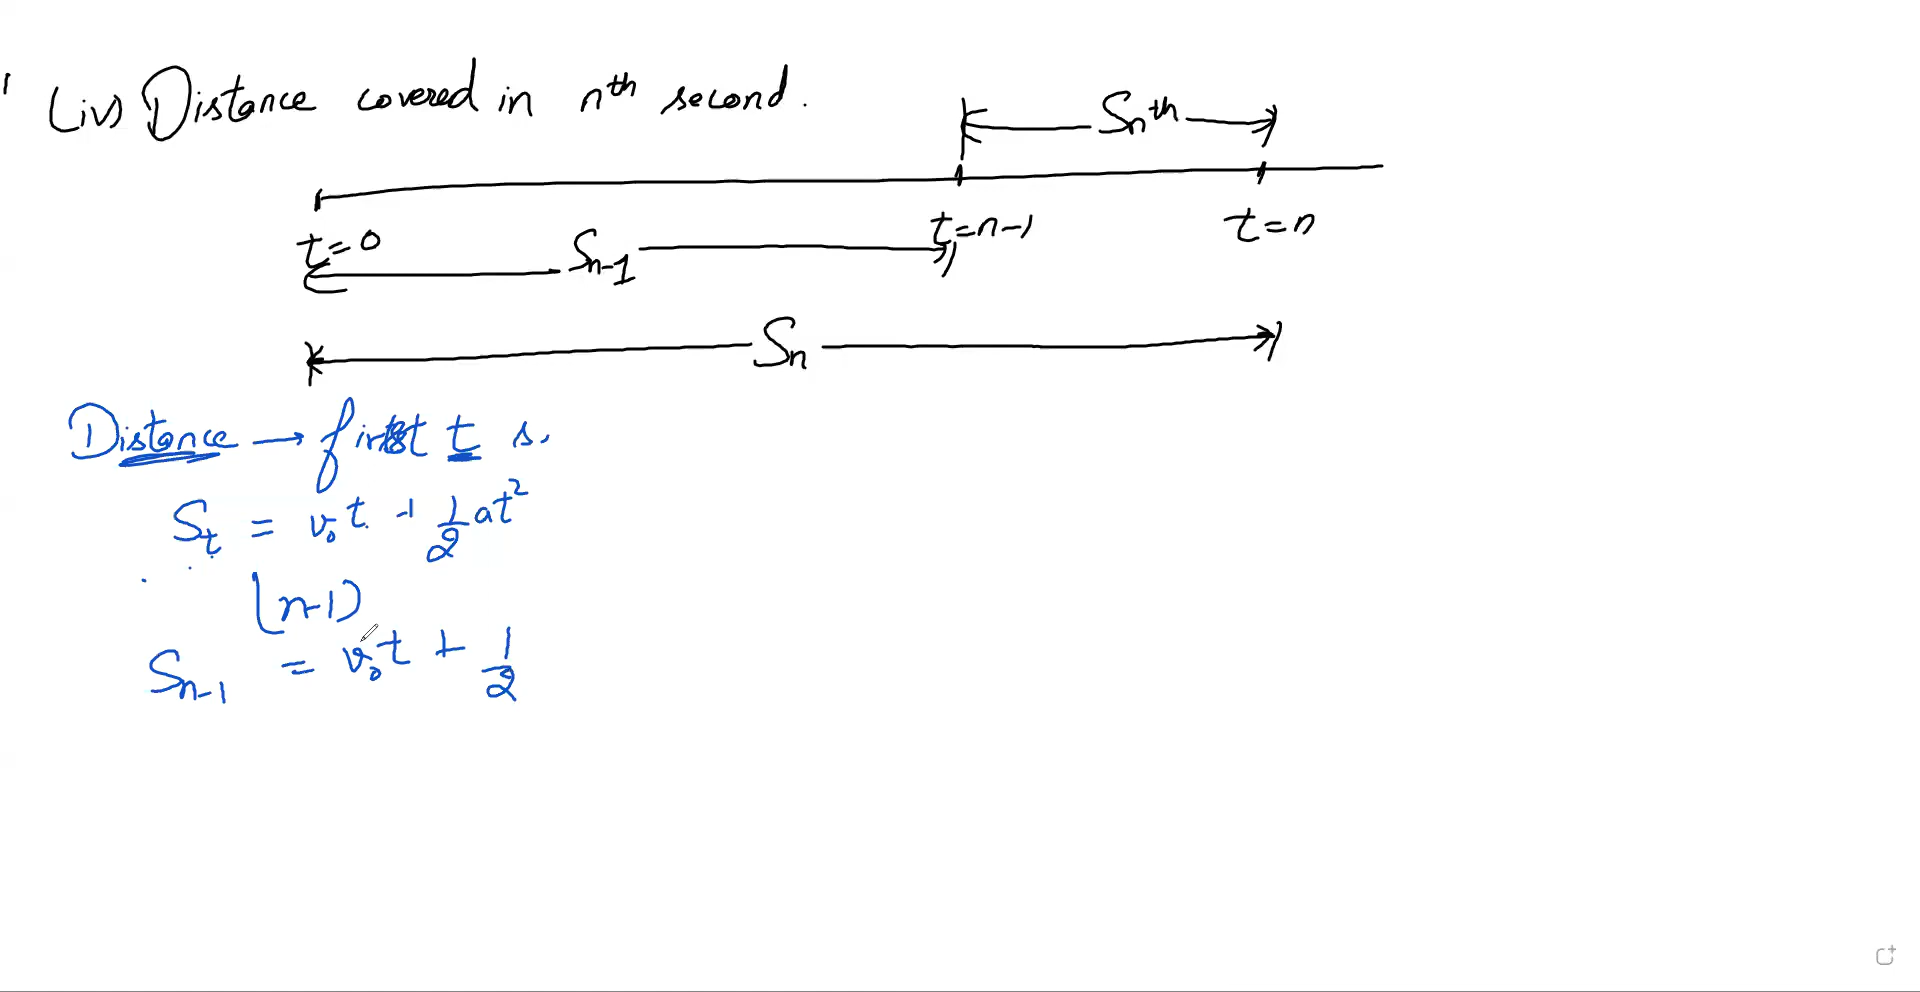 (iv) Distance covered in nth second.
Snth
t=0
t=n-1
t=n
Sn-1
Sn
Distance → first t s.
St = v₀t + 1/2 at²
(n-1)
Sn-1 = v₀t + 1/2